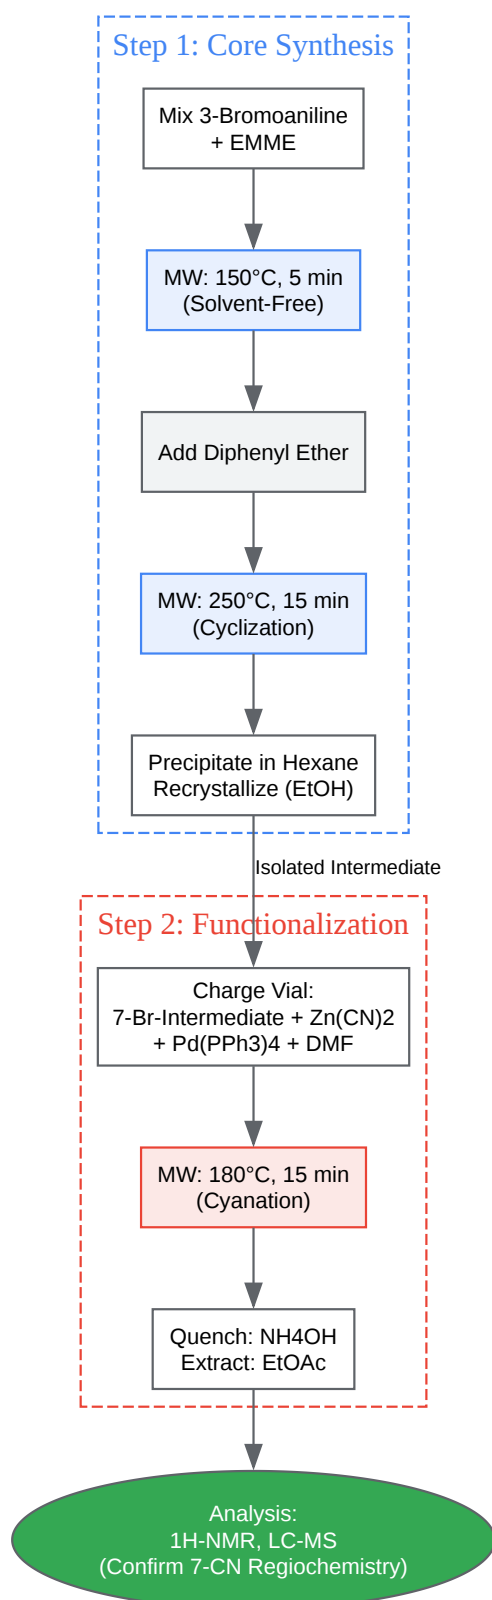 Step 1: Core Synthesis
Mix 3-Bromoaniline
+ EMME
MW: 150°C, 5 min
(Solvent-Free)
Add Diphenyl Ether
MW: 250°C, 15 min
(Cyclization)
Precipitate in Hexane
Recrystallize (EtOH)
Isolated Intermediate
Step 2: Functionalization
Charge Vial:
7-Br-Intermediate + Zn(CN)2
+ Pd(PPh3)4 + DMF
MW: 180°C, 15 min
(Cyanation)
Quench: NH4OH
Extract: EtOAc
Analysis:
1H-NMR, LC-MS
(Confirm 7-CN Regiochemistry)